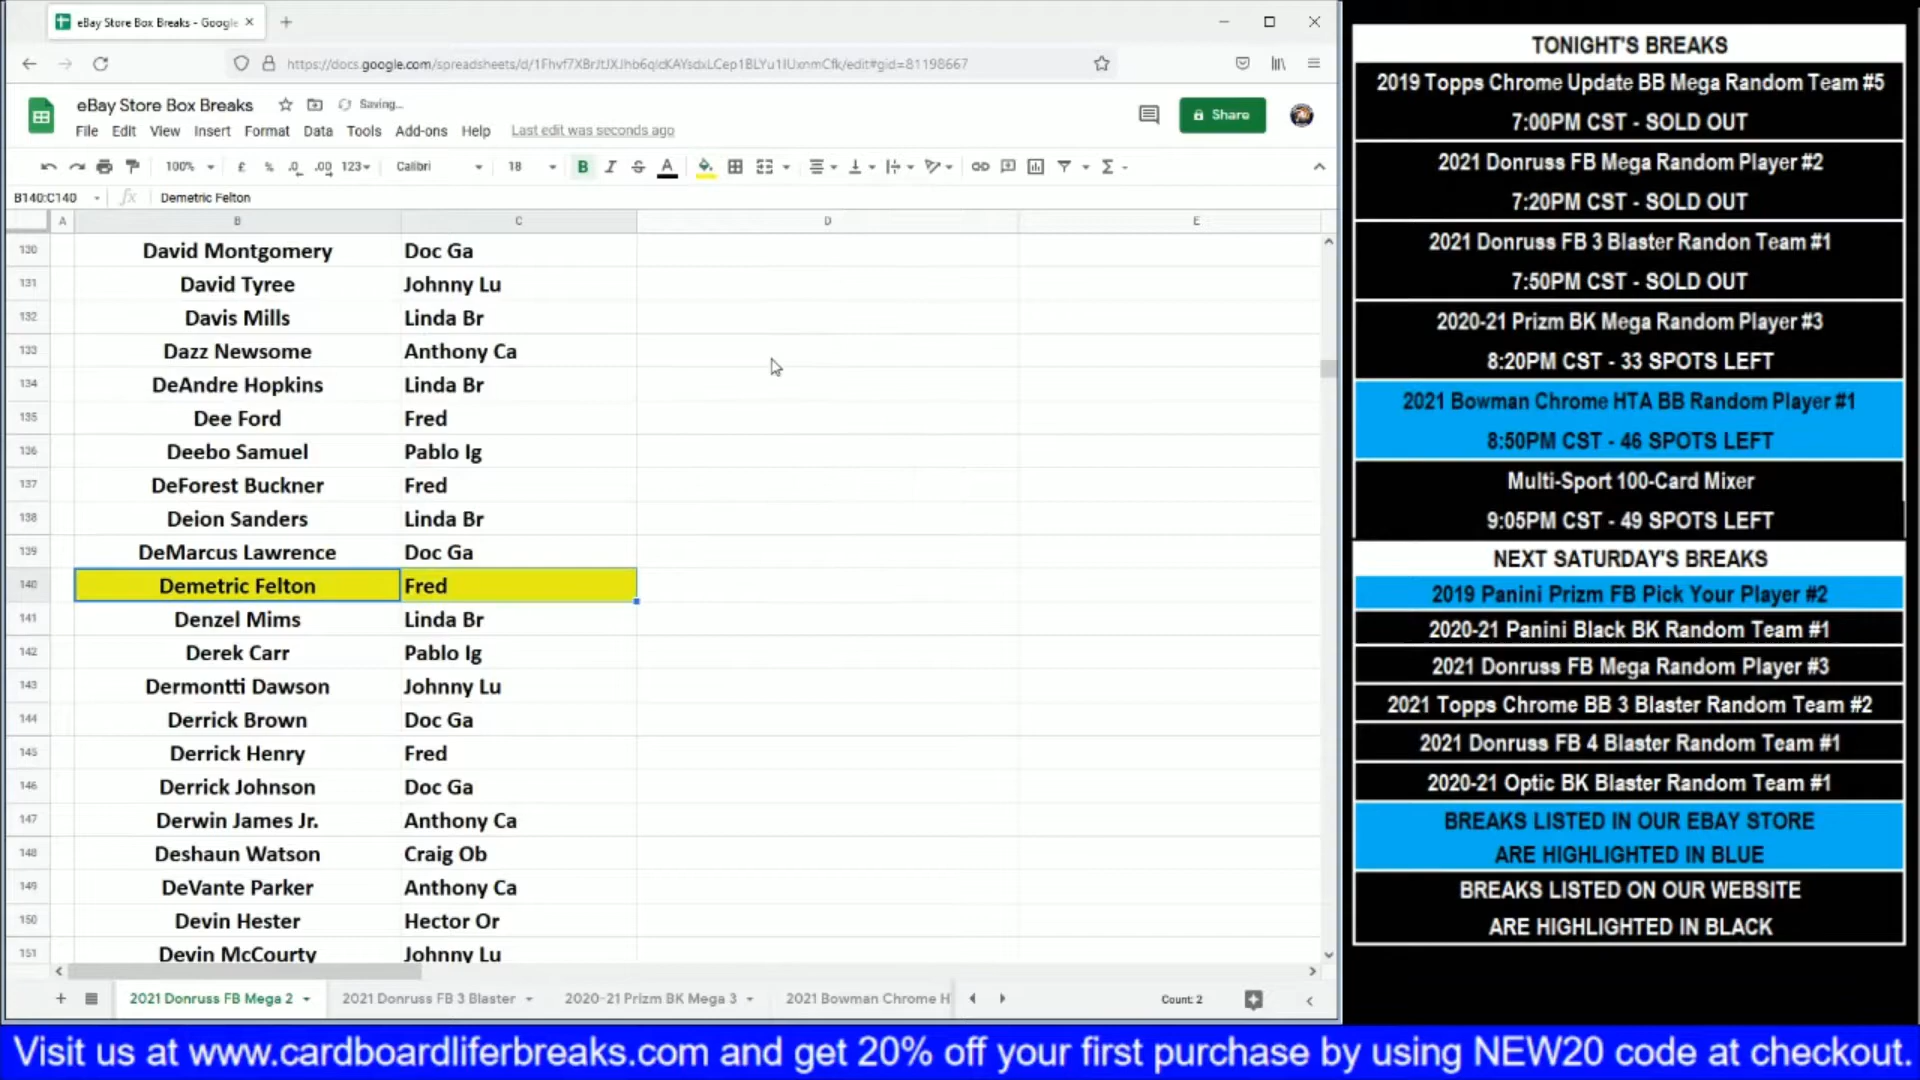 eBay Store Box Breaks - Google
https://docs.google.com/spreadsheets/d/1Fhvf7XBrJtJXJhb6qIdKAYsdxLCep1BLYu1IUxnmCfk/edit#gid=81198667
eBay Store Box Breaks
Saving...
File Edit View Insert Format Data Tools Add-ons Help Last edit was seconds ago
Share
100% £ % .0 .00 123 Calibri 18 B I S A
B140:C140 fx Demetric Felton
A B C D E
130 David Montgomery Doc Ga
131 David Tyree Johnny Lu
132 Davis Mills Linda Br
133 Dazz Newsome Anthony Ca
134 DeAndre Hopkins Linda Br
135 Dee Ford Fred
136 Deebo Samuel Pablo Ig
137 DeForest Buckner Fred
138 Deion Sanders Linda Br
139 DeMarcus Lawrence Doc Ga
140 Demetric Felton Fred
141 Denzel Mims Linda Br
142 Derek Carr Pablo Ig
143 Dermontti Dawson Johnny Lu
144 Derrick Brown Doc Ga
145 Derrick Henry Fred
146 Derrick Johnson Doc Ga
147 Derwin James Jr. Anthony Ca
148 Deshaun Watson Craig Ob
149 DeVante Parker Anthony Ca
150 Devin Hester Hector Or
151 Devin McCourty Johnny Lu
2021 Donruss FB Mega 2 2021 Donruss FB 3 Blaster 2020-21 Prizm BK Mega 3 2021 Bowman Chrome H Count: 2
TONIGHT'S BREAKS
2019 Topps Chrome Update BB Mega Random Team #5
7:00PM CST - SOLD OUT
2021 Donruss FB Mega Random Player #2
7:20PM CST - SOLD OUT
2021 Donruss FB 3 Blaster Randon Team #1
7:50PM CST - SOLD OUT
2020-21 Prizm BK Mega Random Player #3
8:20PM CST - 33 SPOTS LEFT
2021 Bowman Chrome HTA BB Random Player #1
8:50PM CST - 46 SPOTS LEFT
Multi-Sport 100-Card Mixer
9:05PM CST - 49 SPOTS LEFT
NEXT SATURDAY'S BREAKS
2019 Panini Prizm FB Pick Your Player #2
2020-21 Panini Black BK Random Team #1
2021 Donruss FB Mega Random Player #3
2021 Topps Chrome BB 3 Blaster Random Team #2
2021 Donruss FB 4 Blaster Random Team #1
2020-21 Optic BK Blaster Random Team #1
BREAKS LISTED IN OUR EBAY STORE
ARE HIGHLIGHTED IN BLUE
BREAKS LISTED ON OUR WEBSITE
ARE HIGHLIGHTED IN BLACK
Visit us at www.cardboardliferbreaks.com and get 20% off your first purchase by using NEW20 code at checkout.